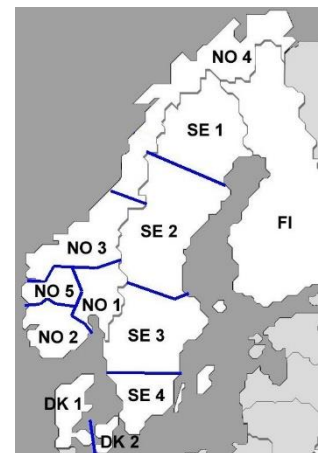 NO 4
SE 1
SE 2
FI
NO 3
NO 5
NO 1
NO 2
SE 3
SE 4
DK 1
DK 2